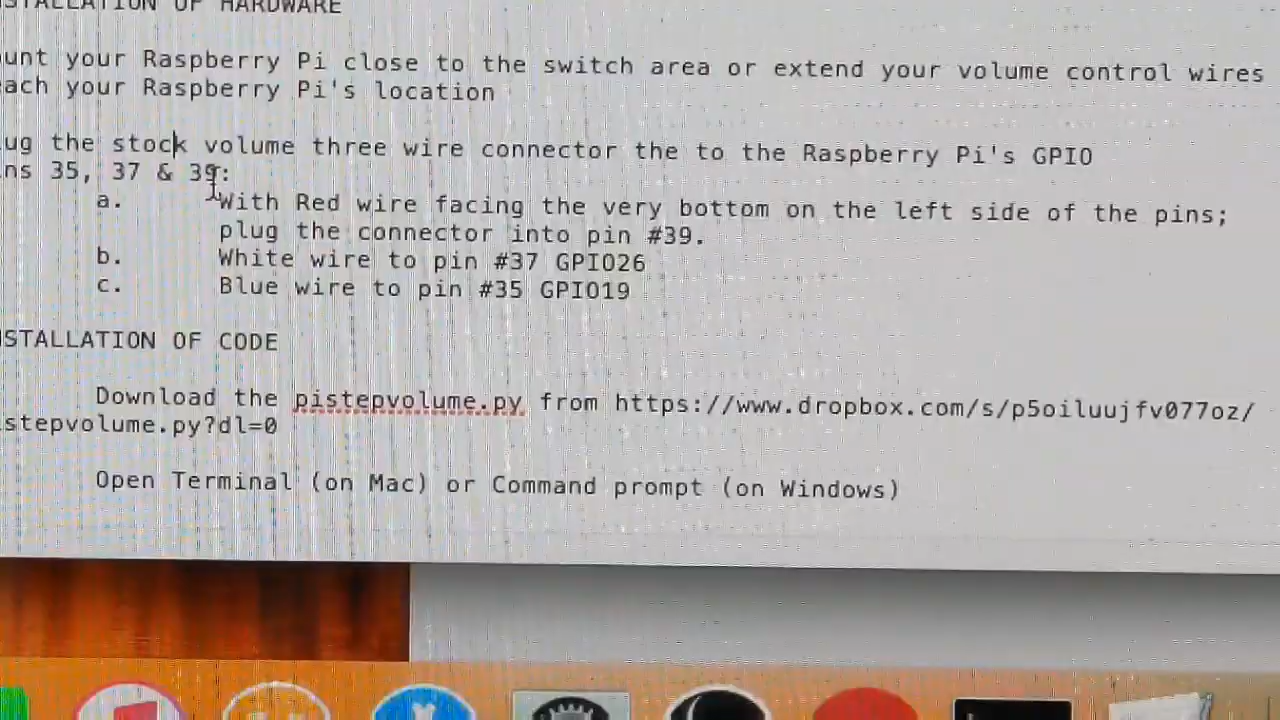 STALLATION OF HARDWARE
unt your Raspberry Pi close to the switch area or extend your volume control wires
ach your Raspberry Pi's location
ug the stock volume three wire connector the to the Raspberry Pi's GPIO
ns 35, 37 & 39:
a. With Red wire facing the very bottom on the left side of the pins;
plug the connector into pin #39.
b. White wire to pin #37 GPIO26
c. Blue wire to pin #35 GPIO19
STALLATION OF CODE
Download the pistepvolume.py from https://www.dropbox.com/s/p5oiluujfv077oz/
stepvolume.py?dl=0
Open Terminal (on Mac) or Command prompt (on Windows)